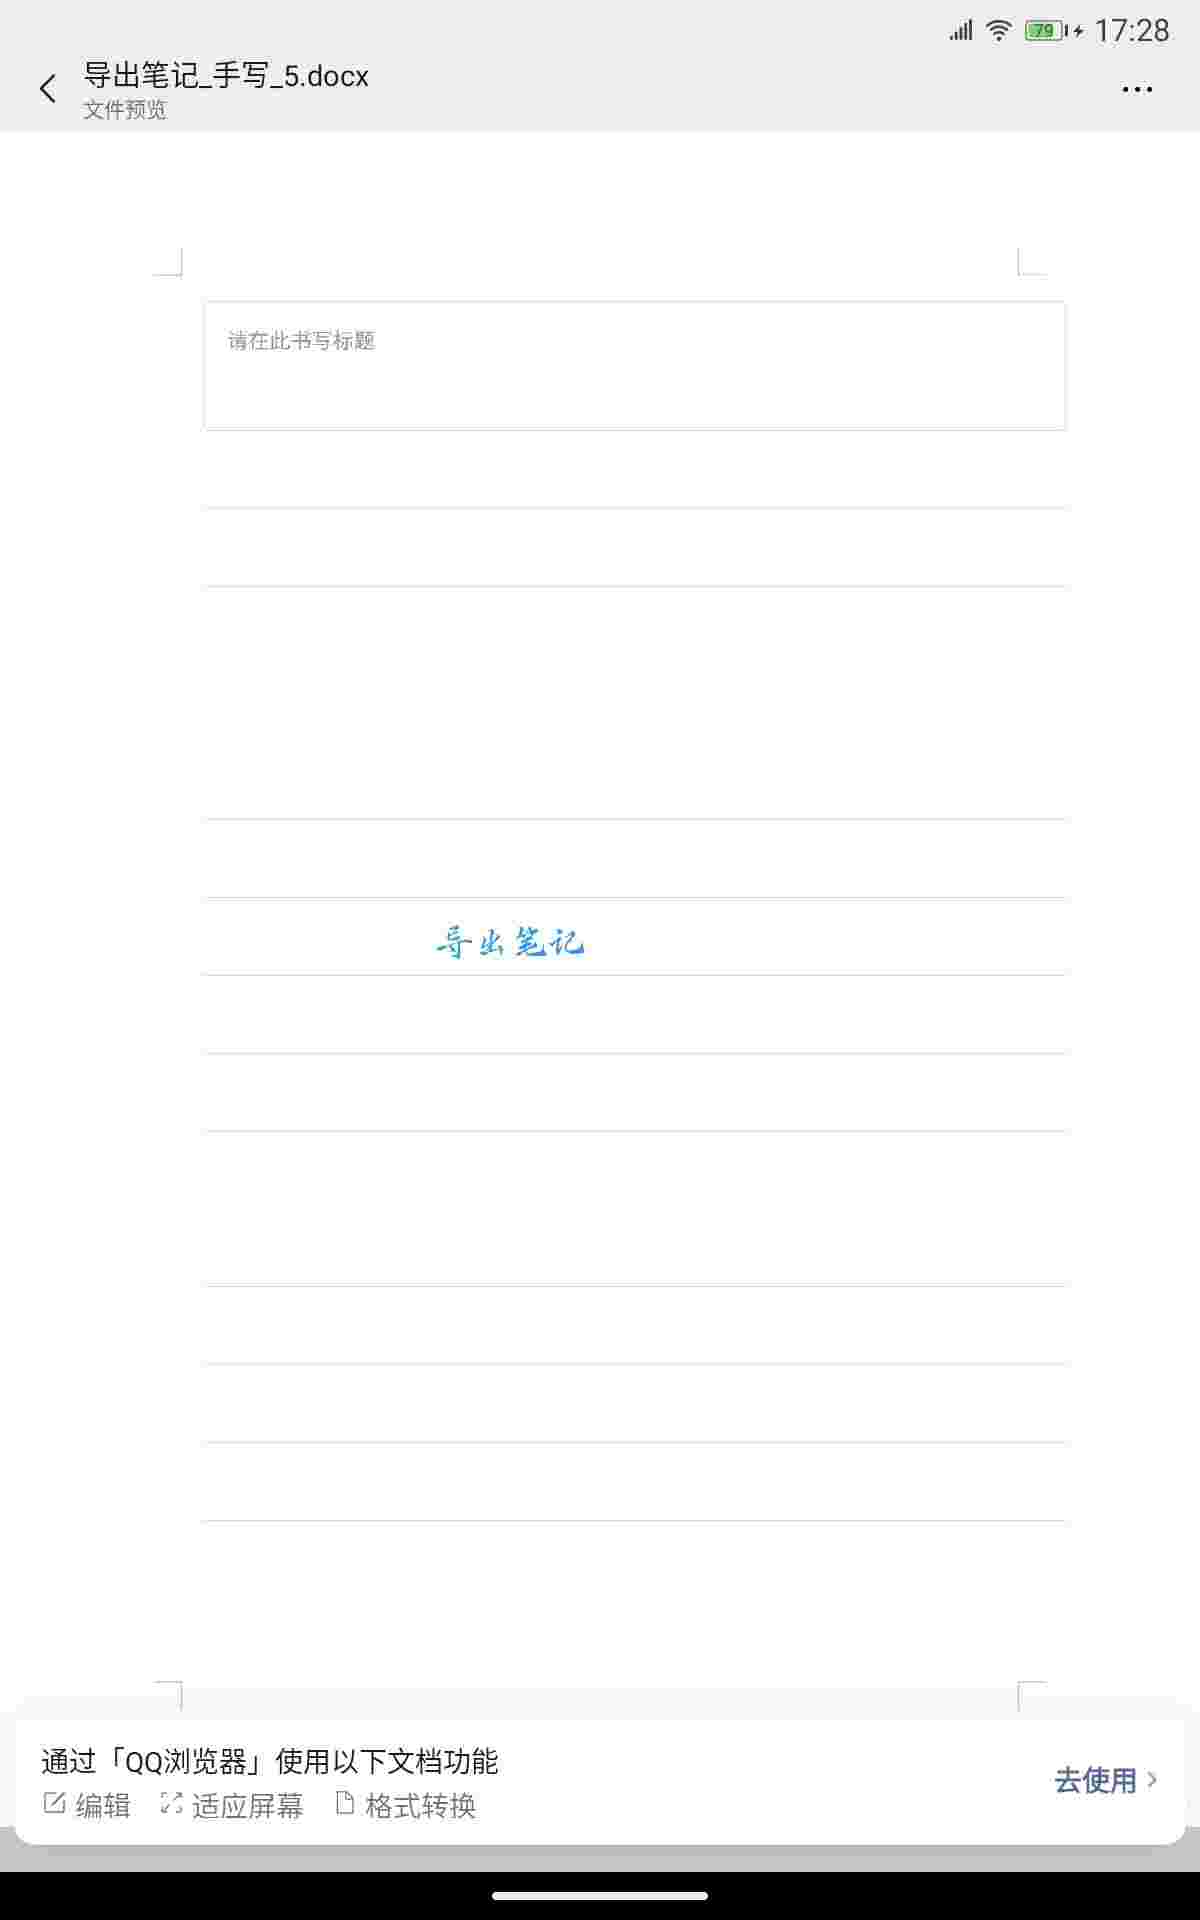 79 17:28
导出笔记_手写_5.docx
文件预览
请在此书写标题
导出笔记
通过「QQ浏览器」使用以下文档功能
编辑 适应屏幕 格式转换
去使用